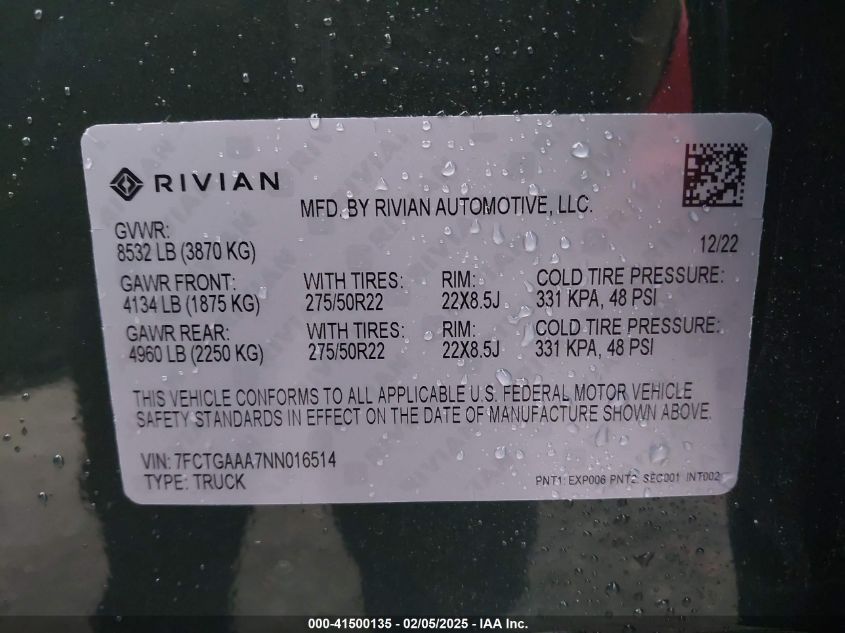 RIVIAN
MFD. BY RIVIAN AUTOMOTIVE, LLC.
GVWR:
8532 LB (3870 KG)
12/22
GAWR FRONT: WITH TIRES: RIM: COLD TIRE PRESSURE:
4134 LB (1875 KG) 275/50R22 22X8.5J 331 KPA, 48 PSI
GAWR REAR: WITH TIRES: RIM: COLD TIRE PRESSURE:
4960 LB (2250 KG) 275/50R22 22X8.5J 331 KPA, 48 PSI
THIS VEHICLE CONFORMS TO ALL APPLICABLE U.S. FEDERAL MOTOR VEHICLE
SAFETY STANDARDS IN EFFECT ON THE DATE OF MANUFACTURE SHOWN ABOVE.
VIN: 7FCTGAAA7NN016514
TYPE: TRUCK
PNT1: EXP006 PNT2: SEC001 INT002
000-41500135 - 02/05/2025 - IAA Inc.